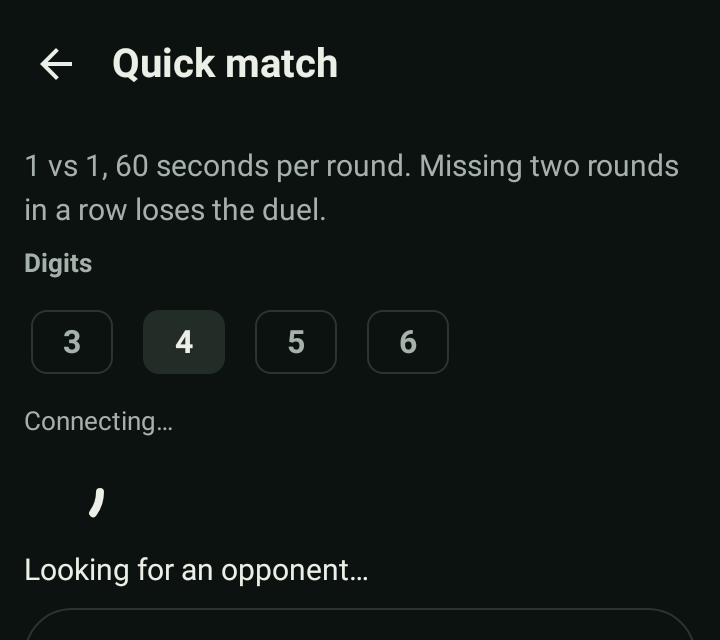 Quick match
1 vs 1, 60 seconds per round. Missing two rounds
in a row loses the duel.
Digits
3 4 5 6
Connecting…
Looking for an opponent…